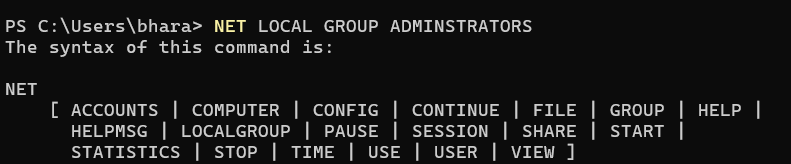 PS C:\Users\bhara> NET LOCAL GROUP ADMINSTRATORS
The syntax of this command is:
NET
[ ACCOUNTS | COMPUTER | CONFIG | CONTINUE | FILE | GROUP | HELP |
HELPMSG | LOCALGROUP | PAUSE | SESSION | SHARE | START |
STATISTICS | STOP | TIME | USE | USER | VIEW ]